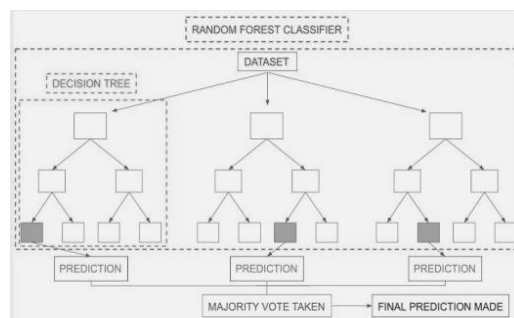 RANDOM FOREST CLASSIFIER
DATASET
DECISION TREE
PREDICTION
PREDICTION
PREDICTION
MAJORITY VOTE TAKEN
FINAL PREDICTION MADE